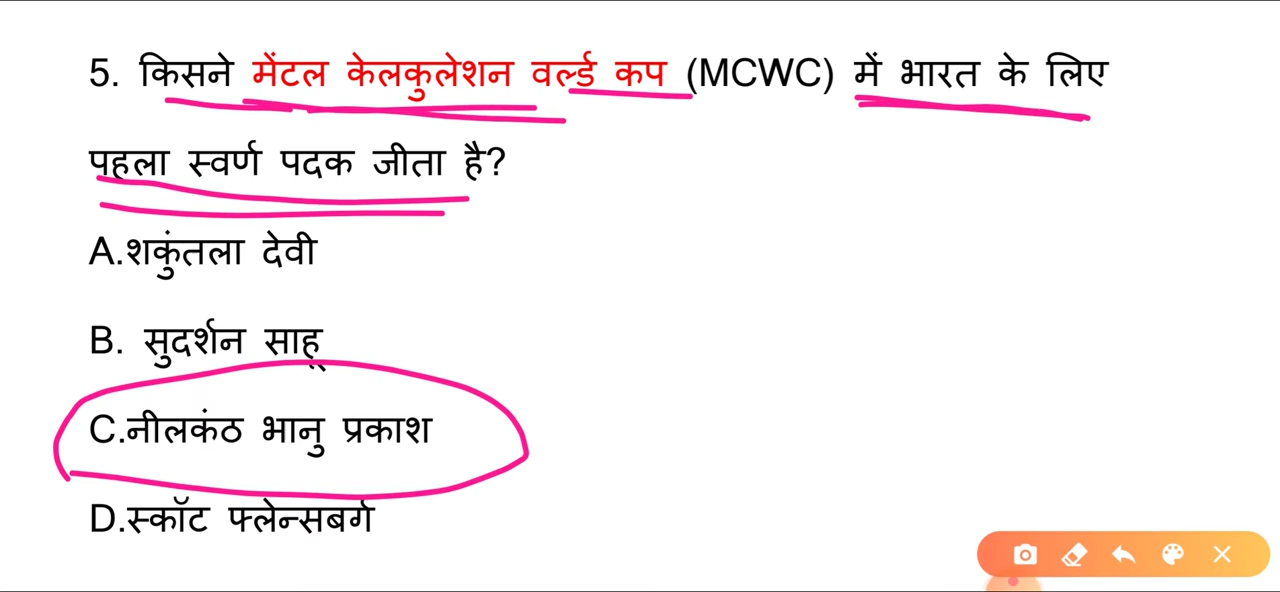 5. किसने मेंटल केलकुलेशन वर्ल्ड कप (MCWC) में भारत के लिए
पहला स्वर्ण पदक जीता है?
A.शकुंतला देवी
B. सुदर्शन साहू
C.नीलकंठ भानु प्रकाश
D.स्कॉट फ्लेन्सबर्ग